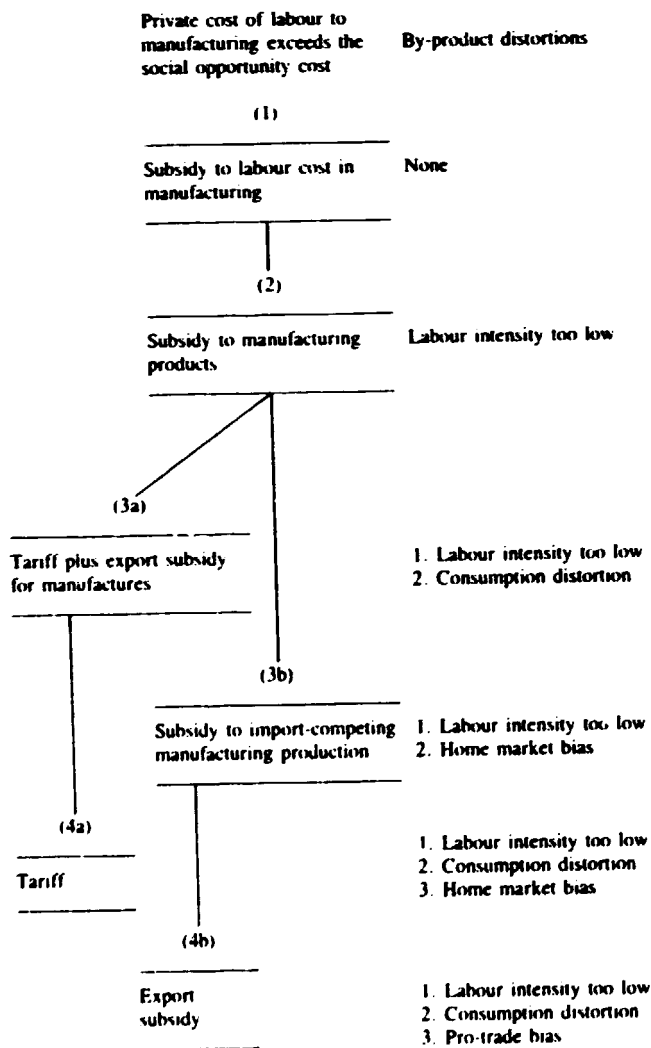 Private cost of labour to
manufacturing exceeds the
social opportunity cost
By-product distortions
(1)
Subsidy to labour cost in
manufacturing
None
(2)
Subsidy to manufacturing
products
Labour intensity too low
(3a)
Tariff plus export subsidy
for manufactures
1. Labour intensity too low
2. Consumption distortion
(3b)
Subsidy to import-competing
manufacturing production
1. Labour intensity too low
2. Home market bias
(4a)
Tariff
1. Labour intensity too low
2. Consumption distortion
3. Home market bias
(4b)
Export
subsidy
1. Labour intensity too low
2. Consumption distortion
3. Pro-trade bias